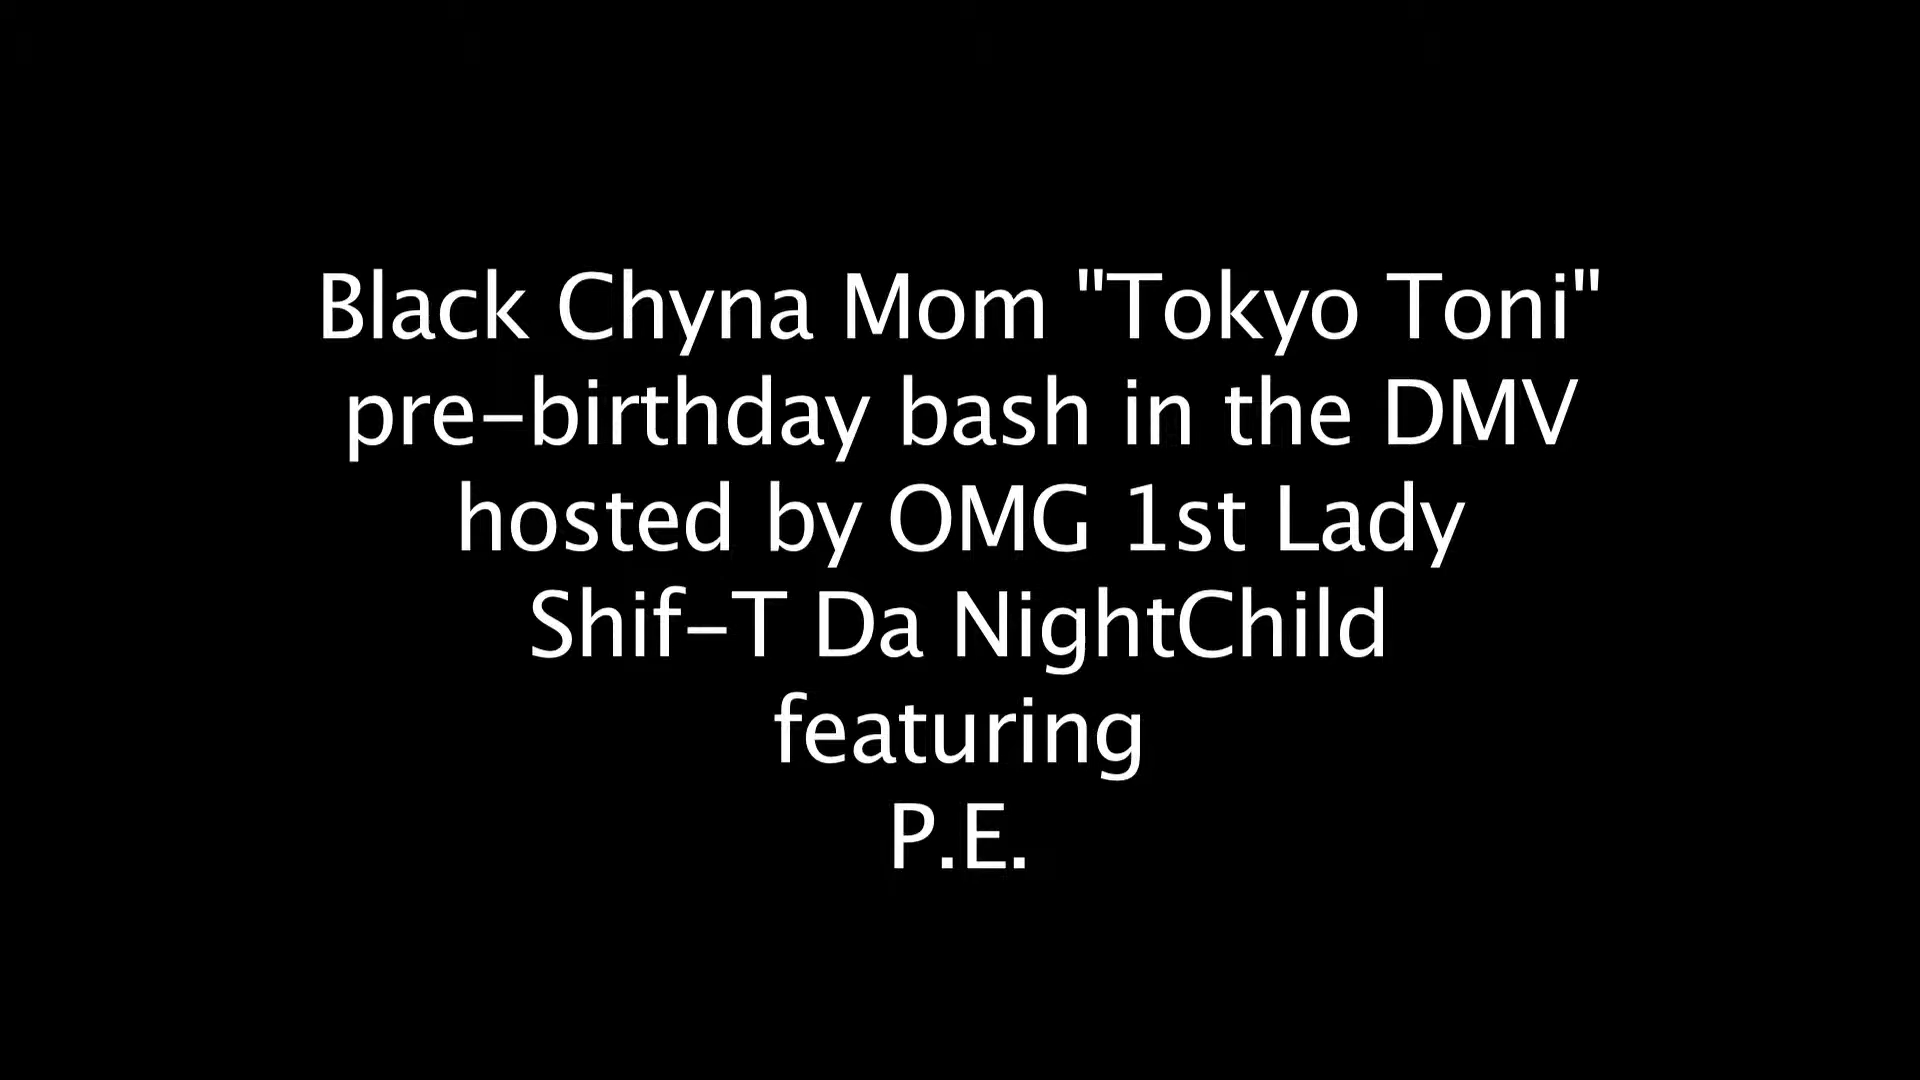 Black Chyna Mom "Tokyo Toni"
pre-birthday bash in the DMV
hosted by OMG 1st Lady
Shif-T Da NightChild
featuring
P.E.